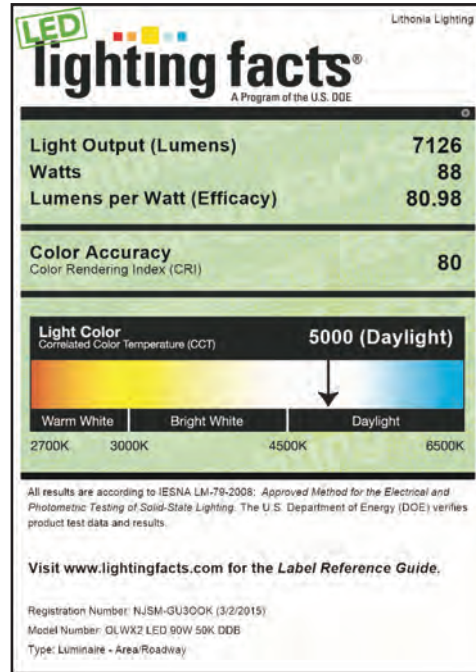 Lithonia Lighting
LED
lighting facts®
A Program of the U.S. DOE
Light Output (Lumens) 7126
Watts 88
Lumens per Watt (Efficacy) 80.98
Color Accuracy 80
Color Rendering Index (CRI)
Light Color 5000 (Daylight)
Correlated Color Temperature (CCT)
Warm White Bright White Daylight
2700K 3000K 4500K 6500K
All results are according to IESNA LM-79-2008: Approved Method for the Electrical and
Photometric Testing of Solid-State Lighting. The U.S. Department of Energy (DOE) verifies
product test data and results.
Visit www.lightingfacts.com for the Label Reference Guide.
Registration Number: NJSM-GU3OOK (3/2/2015)
Model Number: OLWX2 LED 90W 50K DDB
Type: Luminaire - Area/Roadway